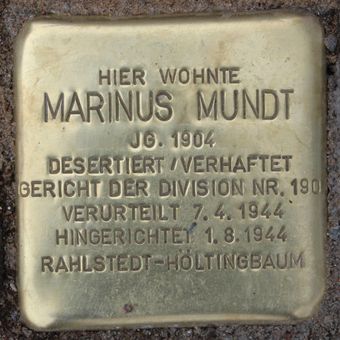 HIER WOHNTE
MARINUS MUNDT
JG. 1904
DESERTIERT/VERHAFTET
GERICHT DER DIVISION NR. 190
VERURTEILT 7.4.1944
HINGERICHTET 1.8.1944
RAHLSTEDT-HÖLTINGBAUM